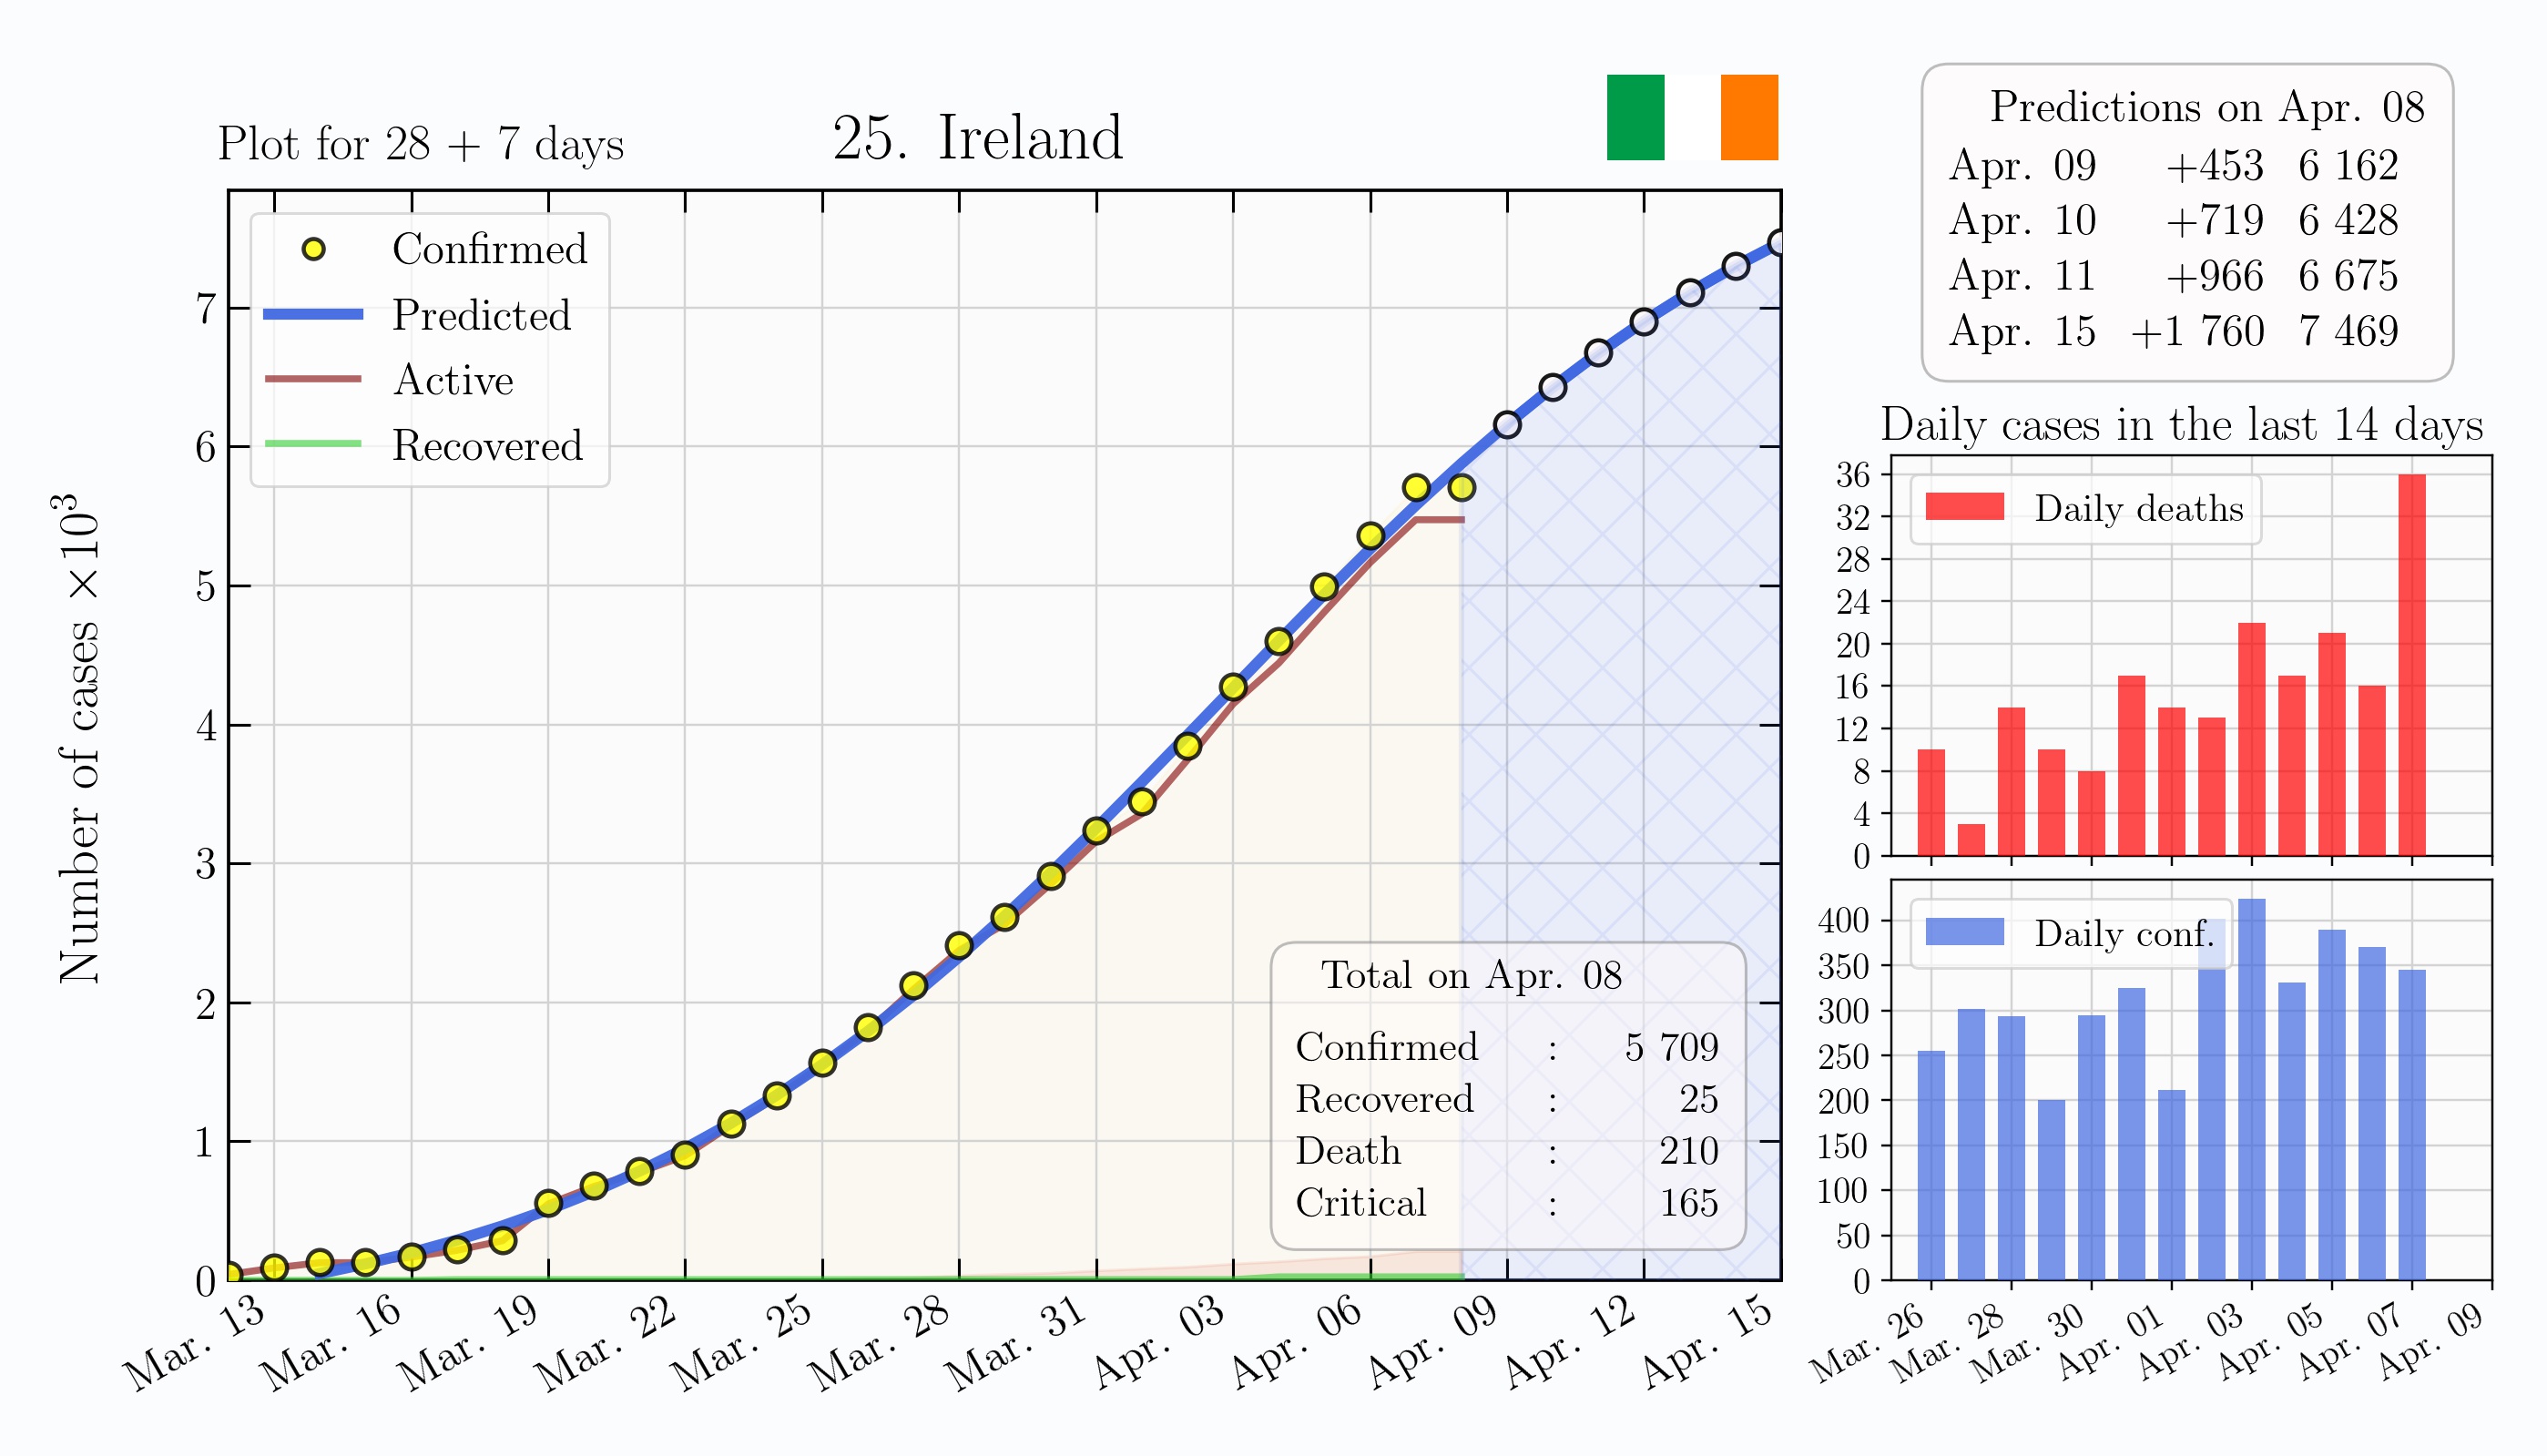 Plot for 28 + 7 days
25. Ireland
Confirmed
Predicted
Active
Recovered
Number of cases ×10³
7
6
5
4
3
2
1
0
Mar. 13
Mar. 16
Mar. 19
Mar. 22
Mar. 25
Mar. 28
Mar. 31
Apr. 03
Apr. 06
Apr. 09
Apr. 12
Apr. 15
Total on Apr. 08
Confirmed : 5 709
Recovered : 25
Death : 210
Critical : 165
Predictions on Apr. 08
Apr. 09 +453 6 162
Apr. 10 +719 6 428
Apr. 11 +966 6 675
Apr. 15 +1 760 7 469
Daily cases in the last 14 days
Daily deaths
36
32
28
24
20
16
12
8
4
0
Daily conf.
400
350
300
250
200
150
100
50
0
Mar. 26
Mar. 28
Mar. 30
Apr. 01
Apr. 03
Apr. 05
Apr. 07
Apr. 09